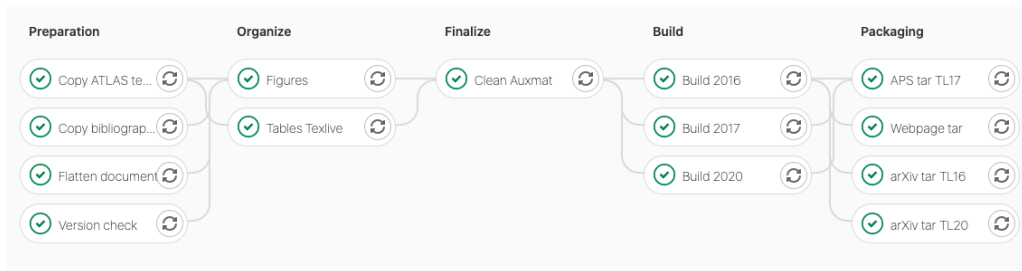 Preparation
Organize
Finalize
Build
Packaging
Copy ATLAS te...
Figures
Clean Auxmat
Build 2016
APS tar TL17
Copy bibliograp...
Tables Texlive
Build 2017
Webpage tar
Flatten document
Build 2020
arXiv tar TL16
Version check
arXiv tar TL20